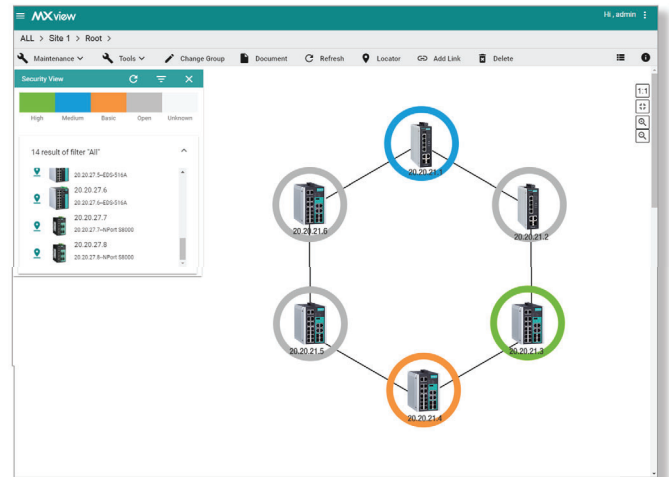 MXview
Hi, admin
ALL > Site 1 > Root >
Maintenance Tools Change Group Document Refresh Locator Add Link Delete
Security View
High Medium Basic Open Unknown
14 result of filter "All"
20.20.27.5-EDS-516A
20.20.27.6
20.20.27.6-EDS-516A
20.20.27.7
20.20.27.7-NPort S8000
20.20.27.8
20.20.27.8-NPort S8000
1:1
20.20.21.1
20.20.21.6
20.20.21.2
20.20.21.5
20.20.21.3
20.20.21.4